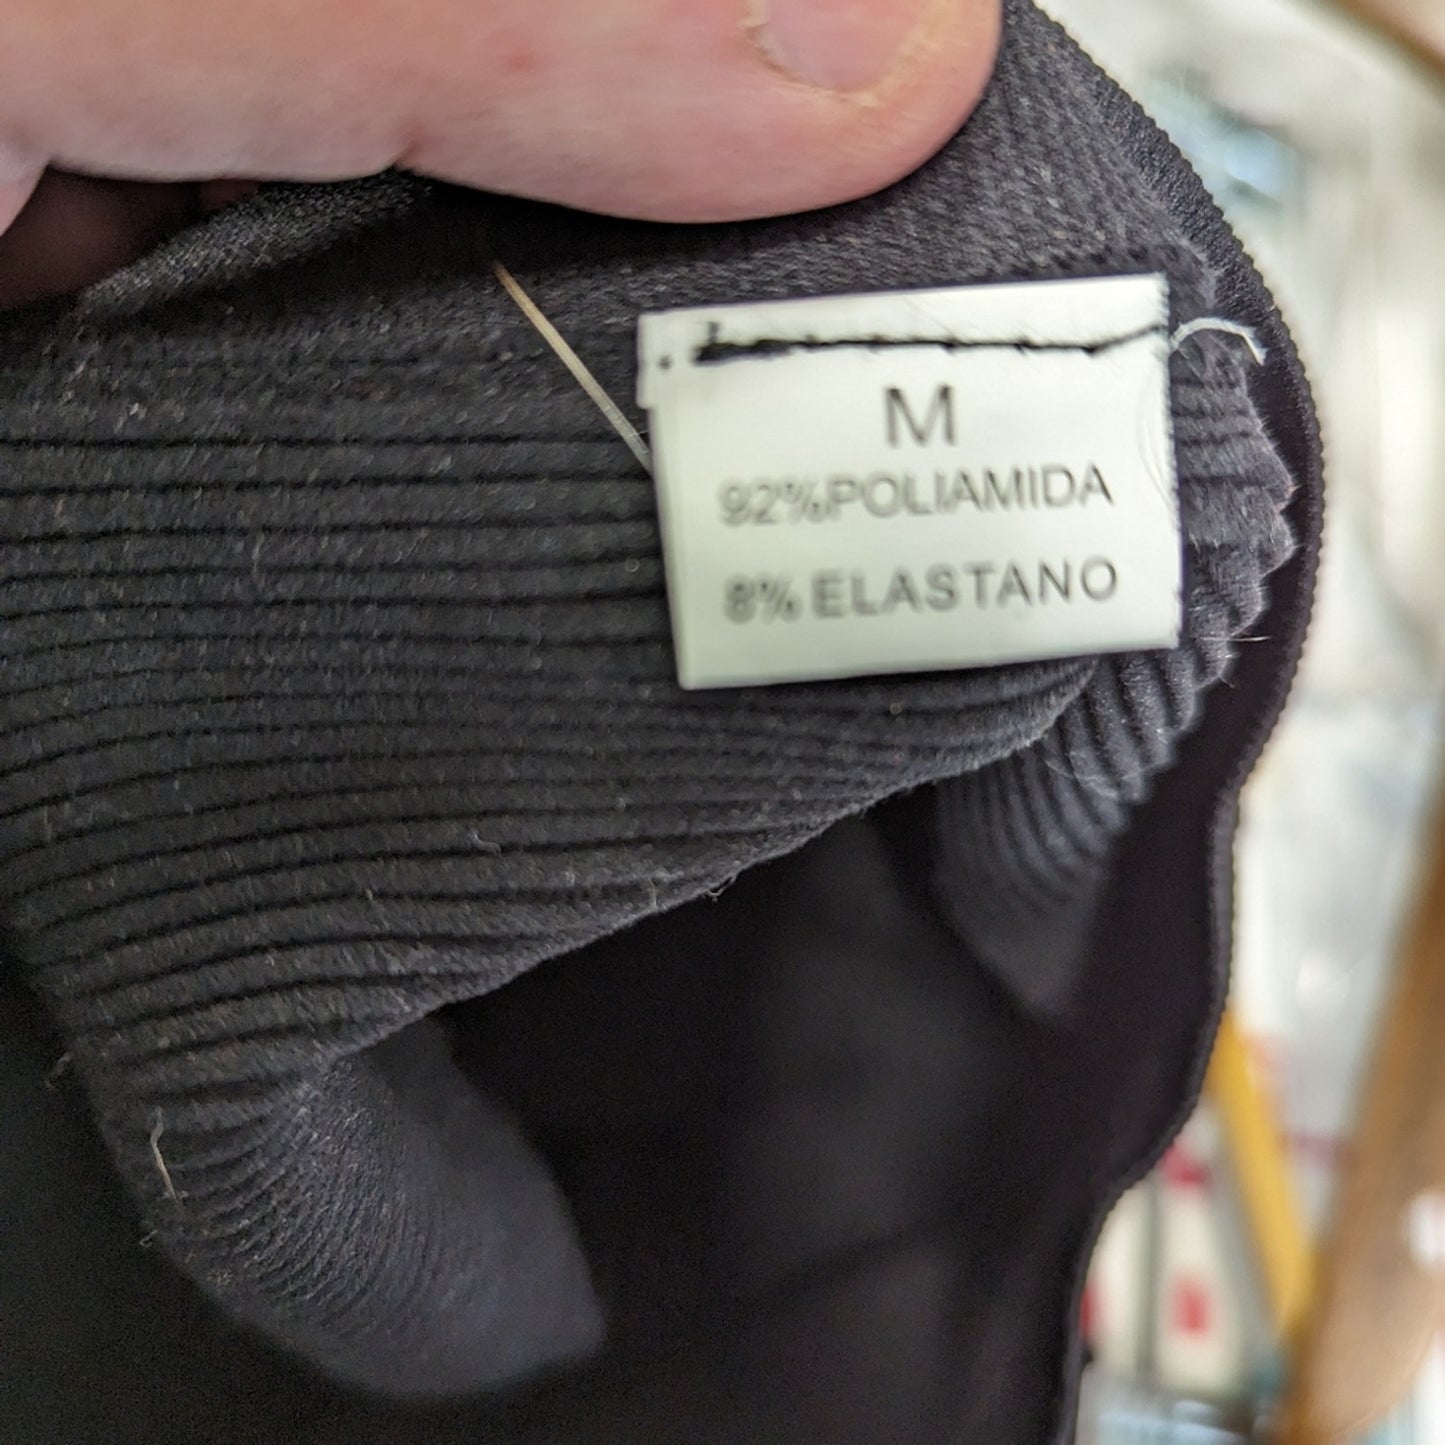 M
92%POLIAMIDA
8% ELASTANO